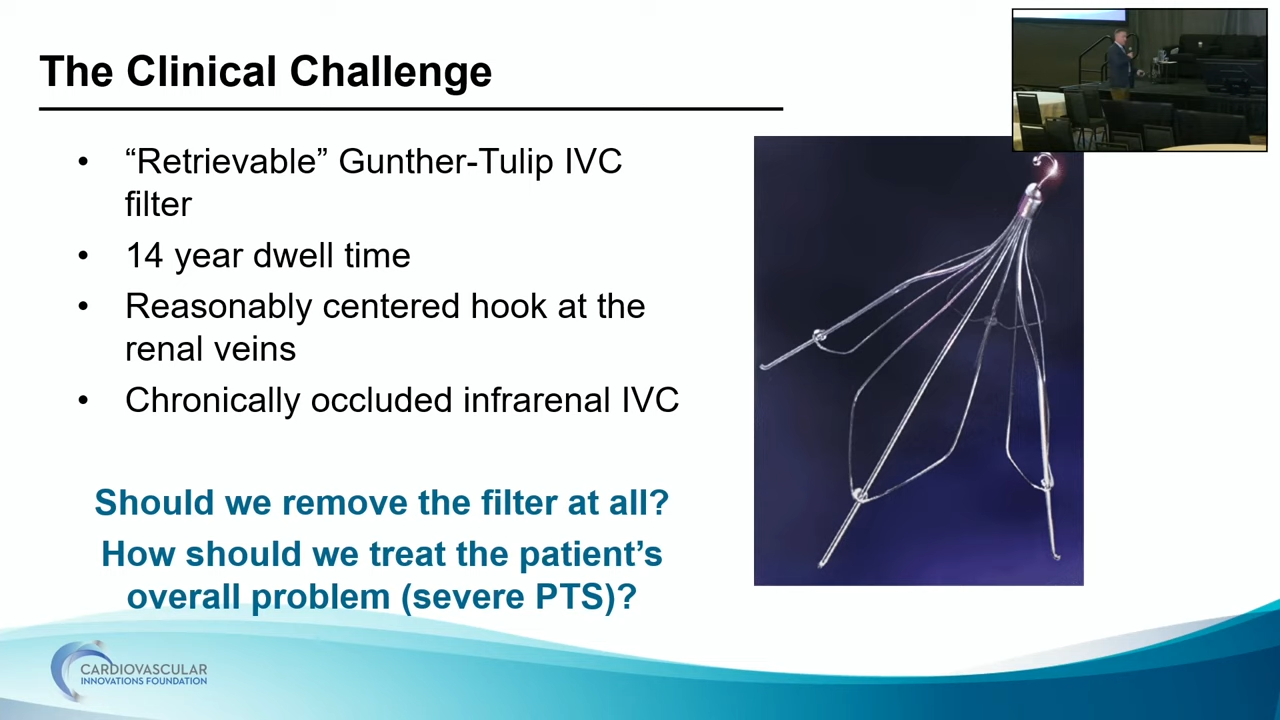 The Clinical Challenge
• “Retrievable” Gunther-Tulip IVC
filter
• 14 year dwell time
• Reasonably centered hook at the
renal veins
• Chronically occluded infrarenal IVC
Should we remove the filter at all?
How should we treat the patient’s
overall problem (severe PTS)?
CARDIOVASCULAR
INNOVATIONS FOUNDATION